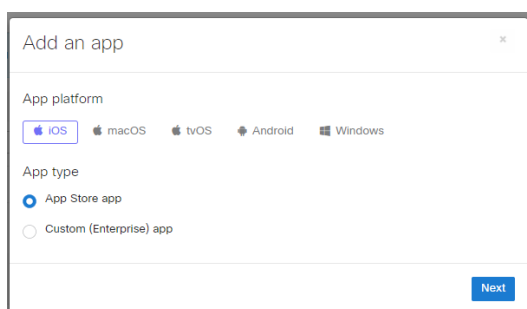 Add an app
×
App platform
iOS macOS tvOS Android Windows
App type
App Store app
Custom (Enterprise) app
Next